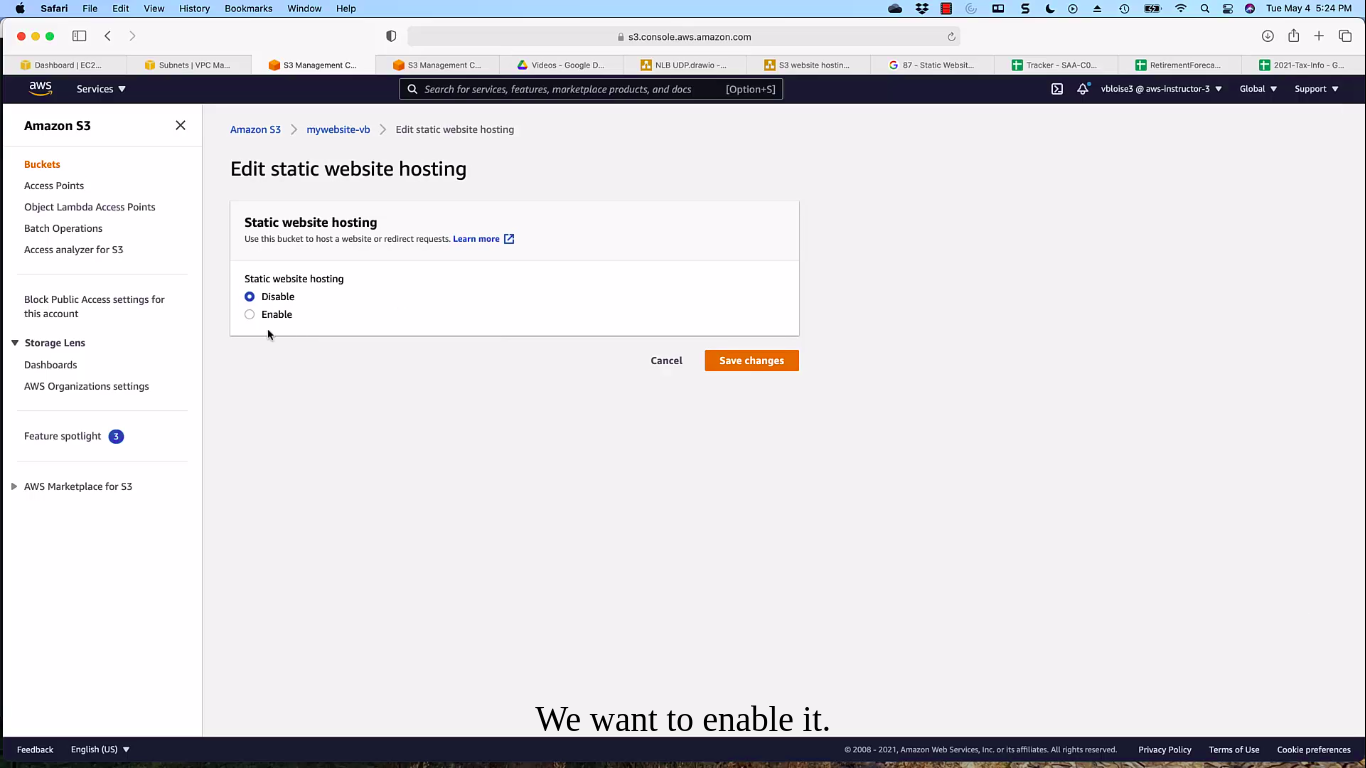 Safari File Edit View History Bookmarks Window Help Tue May 4 5:24 PM
s3.console.aws.amazon.com
Dashboard | EC2... Subnets | VPC Ma... S3 Management C... S3 Management C... Videos - Google D... NLB UDP.drawio -... S3 website hostin... 87 - Static Websit... Tracker - SAA-C0... RetirementForeca... 2021-Tax-Info - G...
aws Services Search for services, features, marketplace products, and docs [Option+S] vbloise3 @ aws-instructor-3 Global Support
Amazon S3
Buckets
Access Points
Object Lambda Access Points
Batch Operations
Access analyzer for S3
Block Public Access settings for
this account
Storage Lens
Dashboards
AWS Organizations settings
Feature spotlight 3
AWS Marketplace for S3
Amazon S3 > mywebsite-vb > Edit static website hosting
Edit static website hosting
Static website hosting
Use this bucket to host a website or redirect requests. Learn more
Static website hosting
Disable
Enable
Cancel Save changes
We want to enable it.
Feedback English (US) © 2008 - 2021, Amazon Web Services, Inc. or its affiliates. All rights reserved. Privacy Policy Terms of Use Cookie preferences